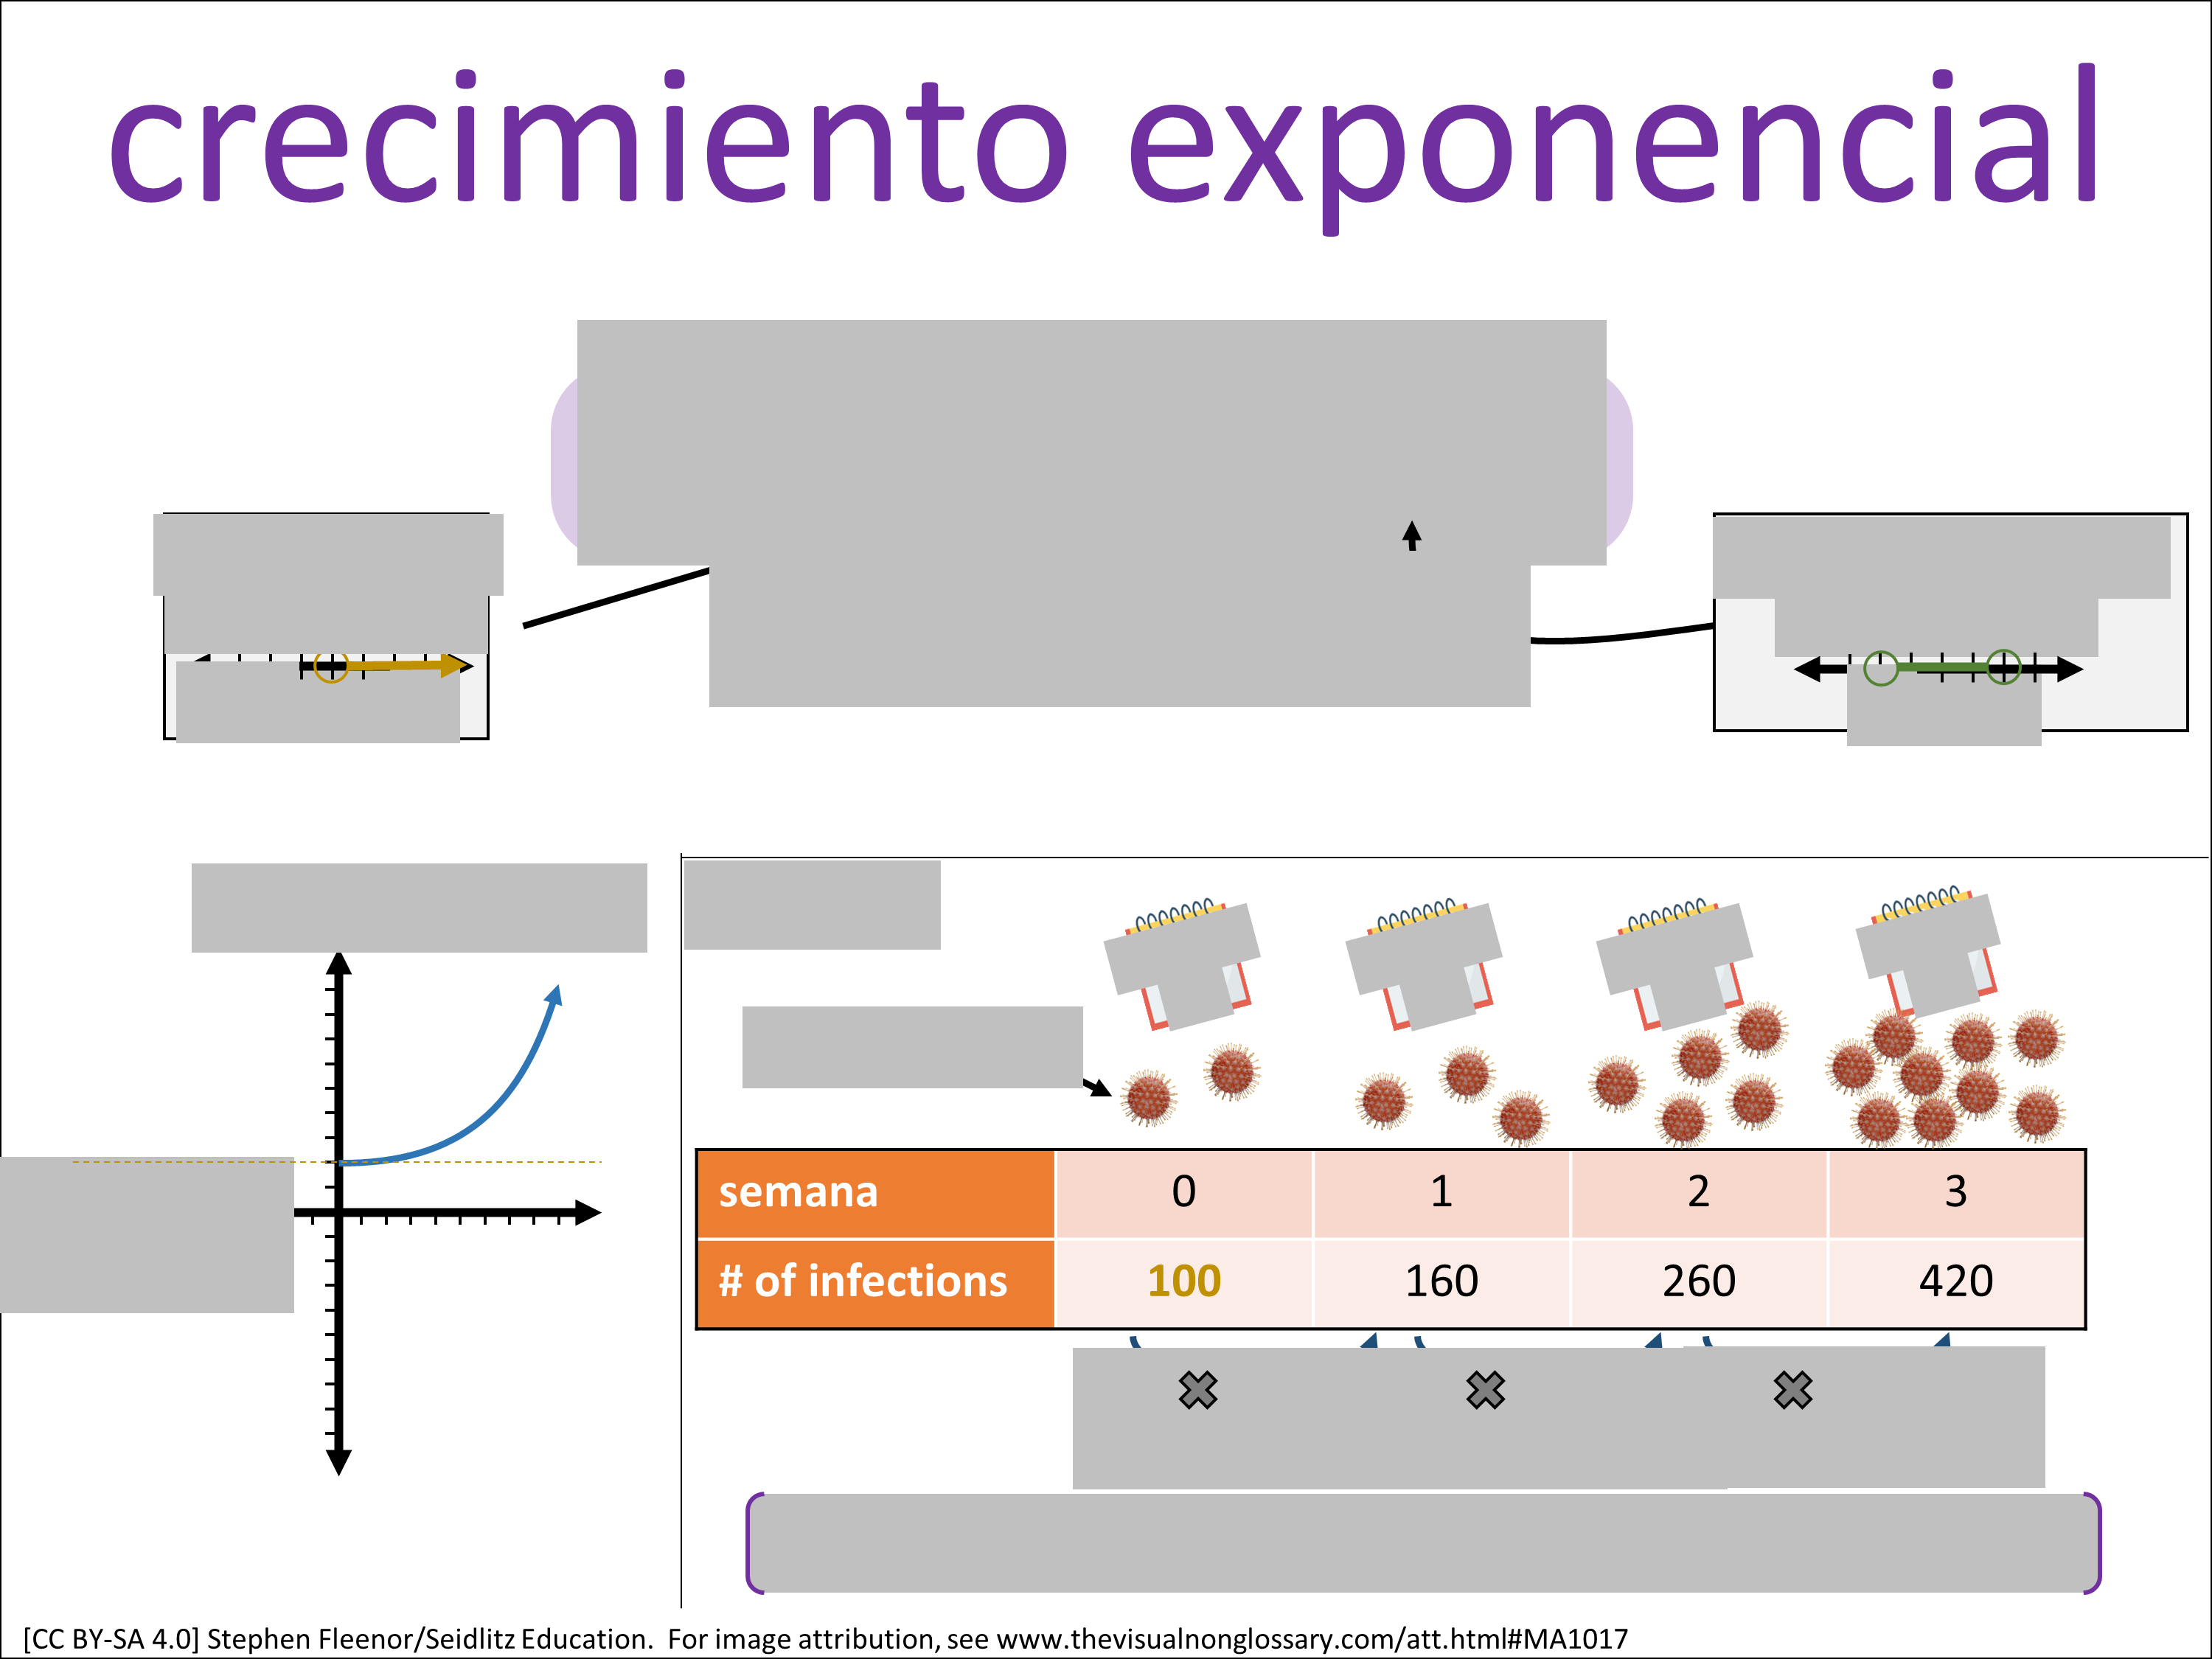 crecimiento exponencial
semana 0 1 2 3
# of infections 100 160 260 420
[CC BY-SA 4.0] Stephen Fleenor/Seidlitz Education. For image attribution, see www.thevisualnonglossary.com/att.html#MA1017